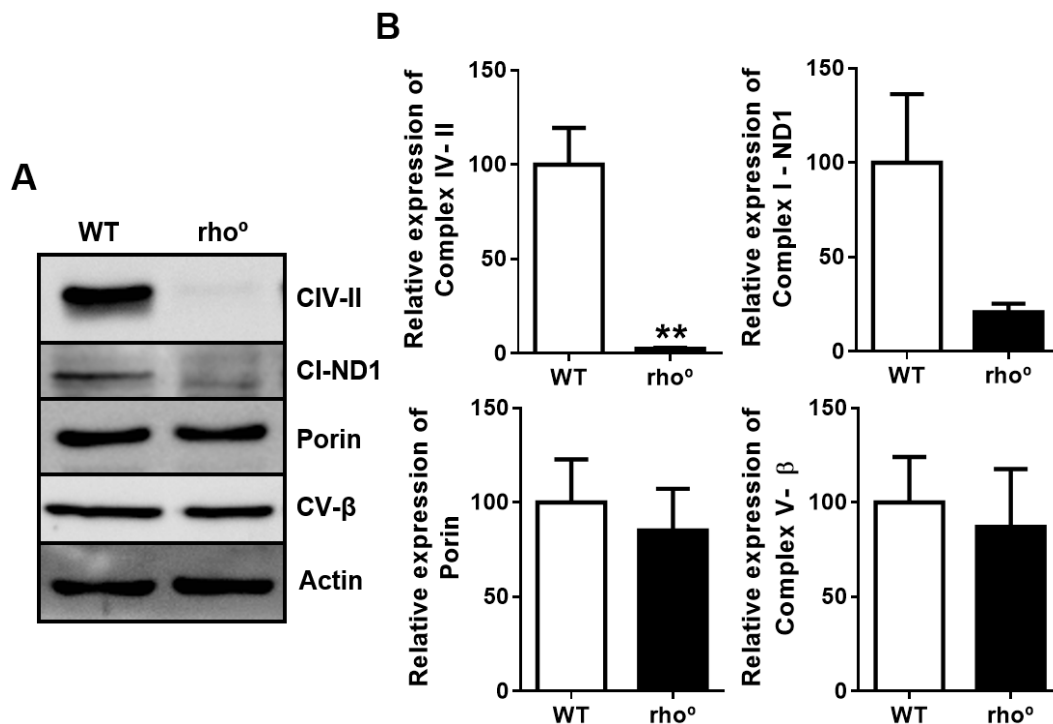 A
WT rhoº
CIV-II
CI-ND1
Porin
CV-β
Actin
B
Relative expression of
Complex IV- II
150
100
50
0
**
WT rhoº
Relative expression of
Complex I - ND1
150
100
50
0
WT rhoº
Relative expression of
Porin
150
100
50
0
WT rhoº
Relative expression of
Complex V- β
150
100
50
0
WT rhoº